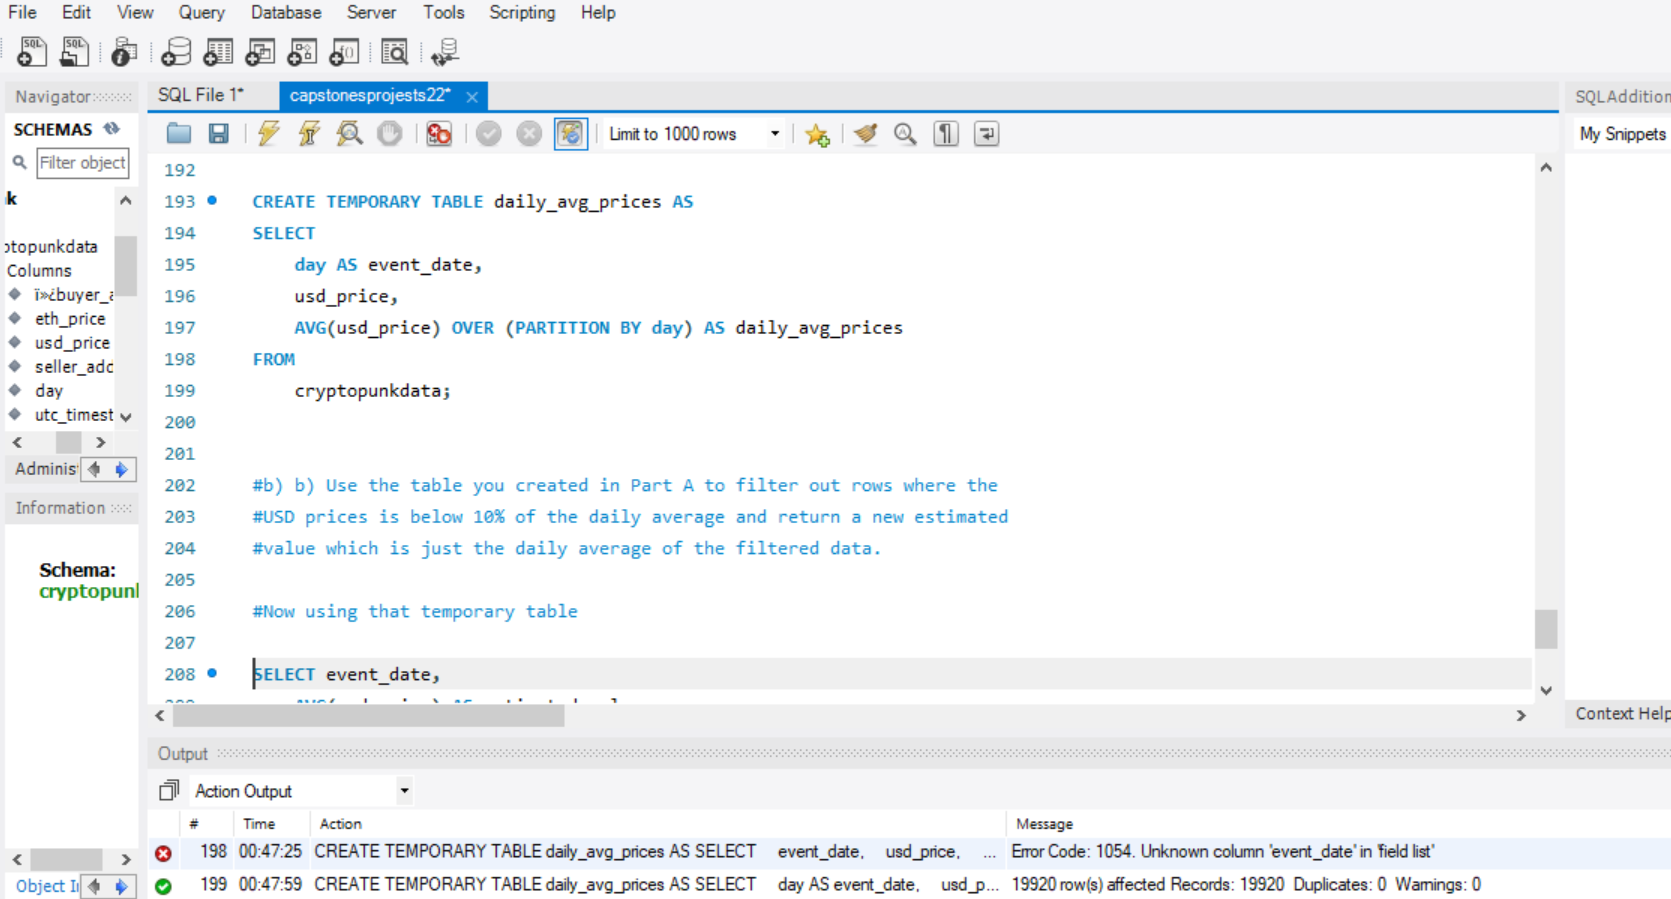 File Edit View Query Database Server Tools Scripting Help
Navigator
SQL File 1*
capstonesprojests22*
SQLAddition
SCHEMAS
Limit to 1000 rows
My Snippets
Filter object
k
otopunkdata
Columns
ï»¿buyer_a
eth_price
usd_price
seller_add
day
utc_timest
Adminis
Information
Schema:
cryptopunl
Object I
192
193 CREATE TEMPORARY TABLE daily_avg_prices AS
194 SELECT
195 day AS event_date,
196 usd_price,
197 AVG(usd_price) OVER (PARTITION BY day) AS daily_avg_prices
198 FROM
199 cryptopunkdata;
200
201
202 #b) b) Use the table you created in Part A to filter out rows where the
203 #USD prices is below 10% of the daily average and return a new estimated
204 #value which is just the daily average of the filtered data.
205
206 #Now using that temporary table
207
208 SELECT event_date,
Context Help
Output
Action Output
# Time Action Message
198 00:47:25 CREATE TEMPORARY TABLE daily_avg_prices AS SELECT event_date, usd_price, ... Error Code: 1054. Unknown column 'event_date' in 'field list'
199 00:47:59 CREATE TEMPORARY TABLE daily_avg_prices AS SELECT day AS event_date, usd_p... 19920 row(s) affected Records: 19920 Duplicates: 0 Warnings: 0